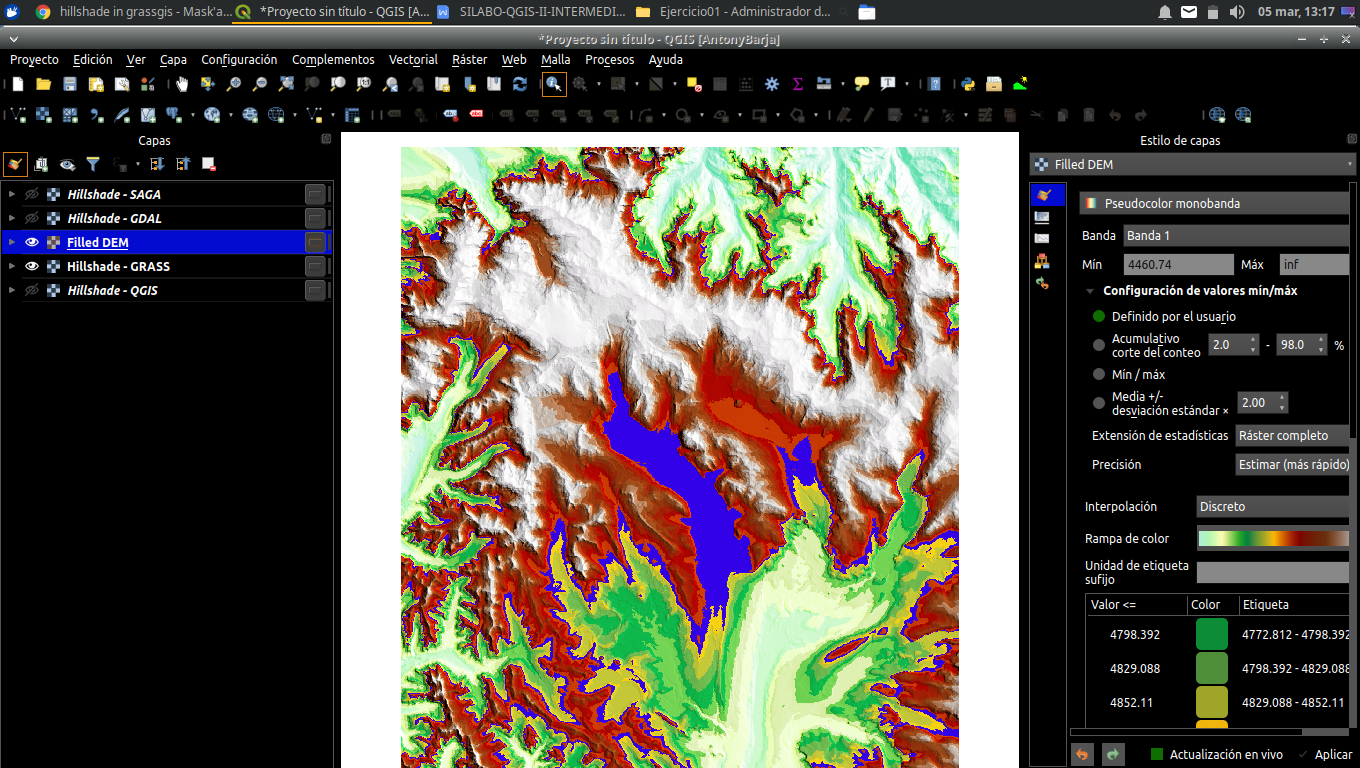 hillshade in grassgis - Mask'a...
*Proyecto sin título - QGIS [A...
SILABO-QGIS-II-INTERMEDI...
Ejercicio01 - Administrador d...
05 mar, 13:17
*Proyecto sin título - QGIS [AntonyBarja]
Proyecto Edición Ver Capa Configuración Complementos Vectorial Ráster Web Malla Procesos Ayuda
Capas
Hillshade - SAGA
Hillshade - GDAL
Filled DEM
Hillshade - GRASS
Hillshade - QGIS
Estilo de capas
Filled DEM
Pseudocolor monobanda
Banda Banda 1
Mín 4460.74 Máx inf
Configuración de valores mín/máx
Definido por el usuario
Acumulativo
corte del conteo 2.0 - 98.0 %
Mín / máx
Media +/-
desviación estándar × 2.00
Extensión de estadísticas Ráster completo
Precisión Estimar (más rápido)
Interpolación Discreto
Rampa de color
Unidad de etiqueta
sufijo
Valor <= Color Etiqueta
4798.392 4772.812 - 4798.392
4829.088 4798.392 - 4829.088
4852.11 4829.088 - 4852.11
Actualización en vivo Aplicar